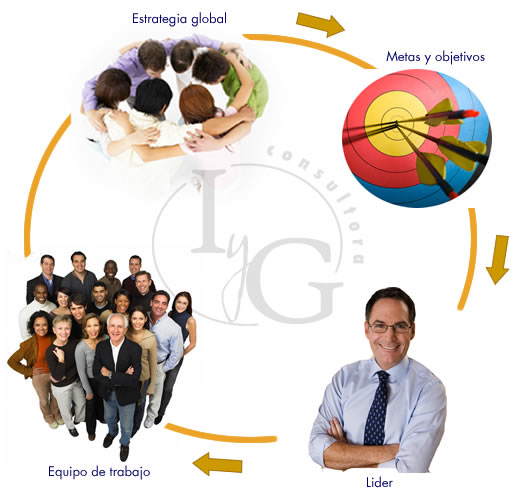 Estrategia global
Metas y objetivos
consultora
IyG
Lider
Equipo de trabajo